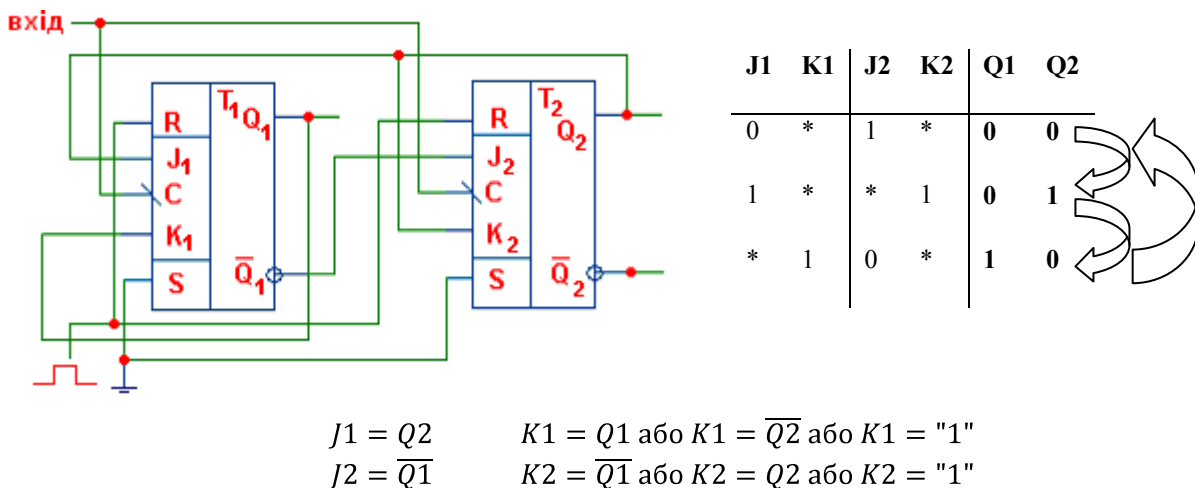 вхід
T1 Q1
R
J1
C
K1
Q̅1
S
T2
Q2
R
J2
C
K2
Q̅2
S
J1 K1 J2 K2 Q1 Q2
0 * 1 * 0 0
1 * * 1 0 1
* 1 0 * 1 0
J1 = Q2 K1 = Q1 або K1 = Q̅2̅ або K1 = "1"
J2 = Q̅1̅ K2 = Q̅1̅ або K2 = Q2 або K2 = "1"